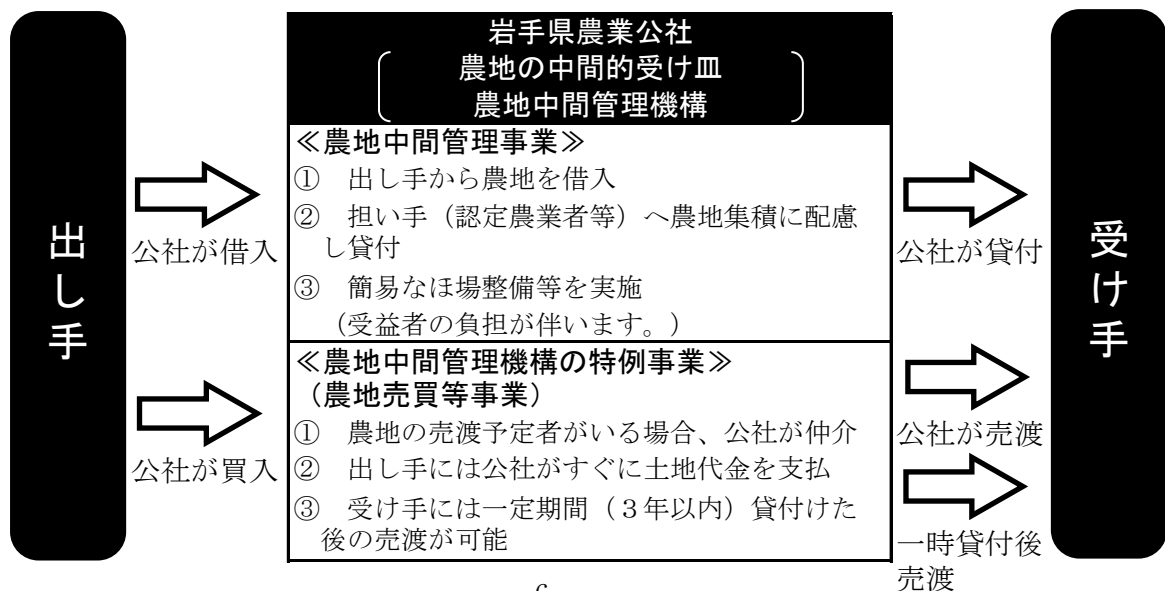 岩手県農業公社
農地の中間的受け皿
農地中間管理機構
出し手
公社が借入
≪農地中間管理事業≫
① 出し手から農地を借入
② 担い手（認定農業者等）へ農地集積に配慮
し貸付
③ 簡易なほ場整備等を実施
（受益者の負担が伴います。）
公社が貸付
受け手
公社が買入
≪農地中間管理機構の特例事業≫
（農地売買等事業）
① 農地の売渡予定者がいる場合、公社が仲介
② 出し手には公社がすぐに土地代金を支払
③ 受け手には一定期間（３年以内）貸付けた
後の売渡が可能
公社が売渡
一時貸付後
売渡